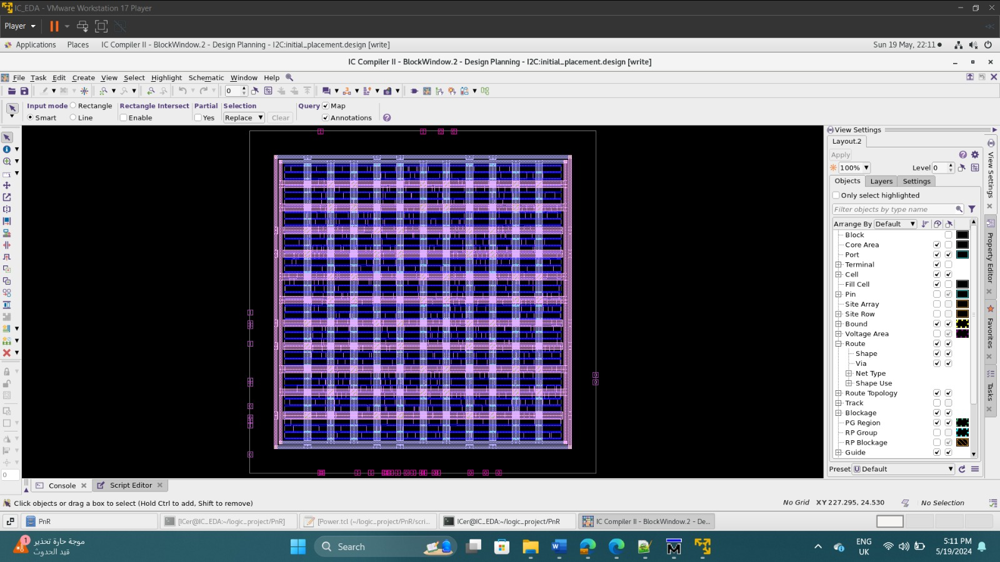 IC_EDA - VMware Workstation 17 Player
Player
Applications Places IC Compiler II - BlockWindow.2 - Design Planning - I2C:initial_placement.design [write] Sun 19 May, 22:11
IC Compiler II - BlockWindow.2 - Design Planning - I2C:initial_placement.design [write]
File Task Edit Create View Select Highlight Schematic Window Help
0
Input mode Rectangle Rectangle Intersect Partial Selection Query Map
Smart Line Enable Yes Replace Clear Annotations
View Settings
Layout.2
Apply
100% Level 0
Objects Layers Settings
Only select highlighted
Filter objects by type name
Arrange By Default
Block
Core Area
Port
Terminal
Cell
Fill Cell
Pin
Site Array
Site Row
Bound
Voltage Area
Route
Shape
Via
Net Type
Shape Use
Route Topology
Track
Blockage
PG Region
RP Group
RP Blockage
Guide
Preset U Default
View Settings
Property Editor
Favorites
Tasks
0
Console Script Editor
Click objects or drag a box to select (Hold Ctrl to add, Shift to remove) No Grid XY 227.295, 24.530 No Selection
PnR [ICer@IC_EDA:~/logic_project/PnR] [Power.tcl (~/logic_project/PnR/scri... ICer@IC_EDA:~/logic_project/PnR IC Compiler II - BlockWindow.2 - De...
1
موجة حارة تحذير
قيد الحدوث
Search
ENG
UK
5:11 PM
5/19/2024